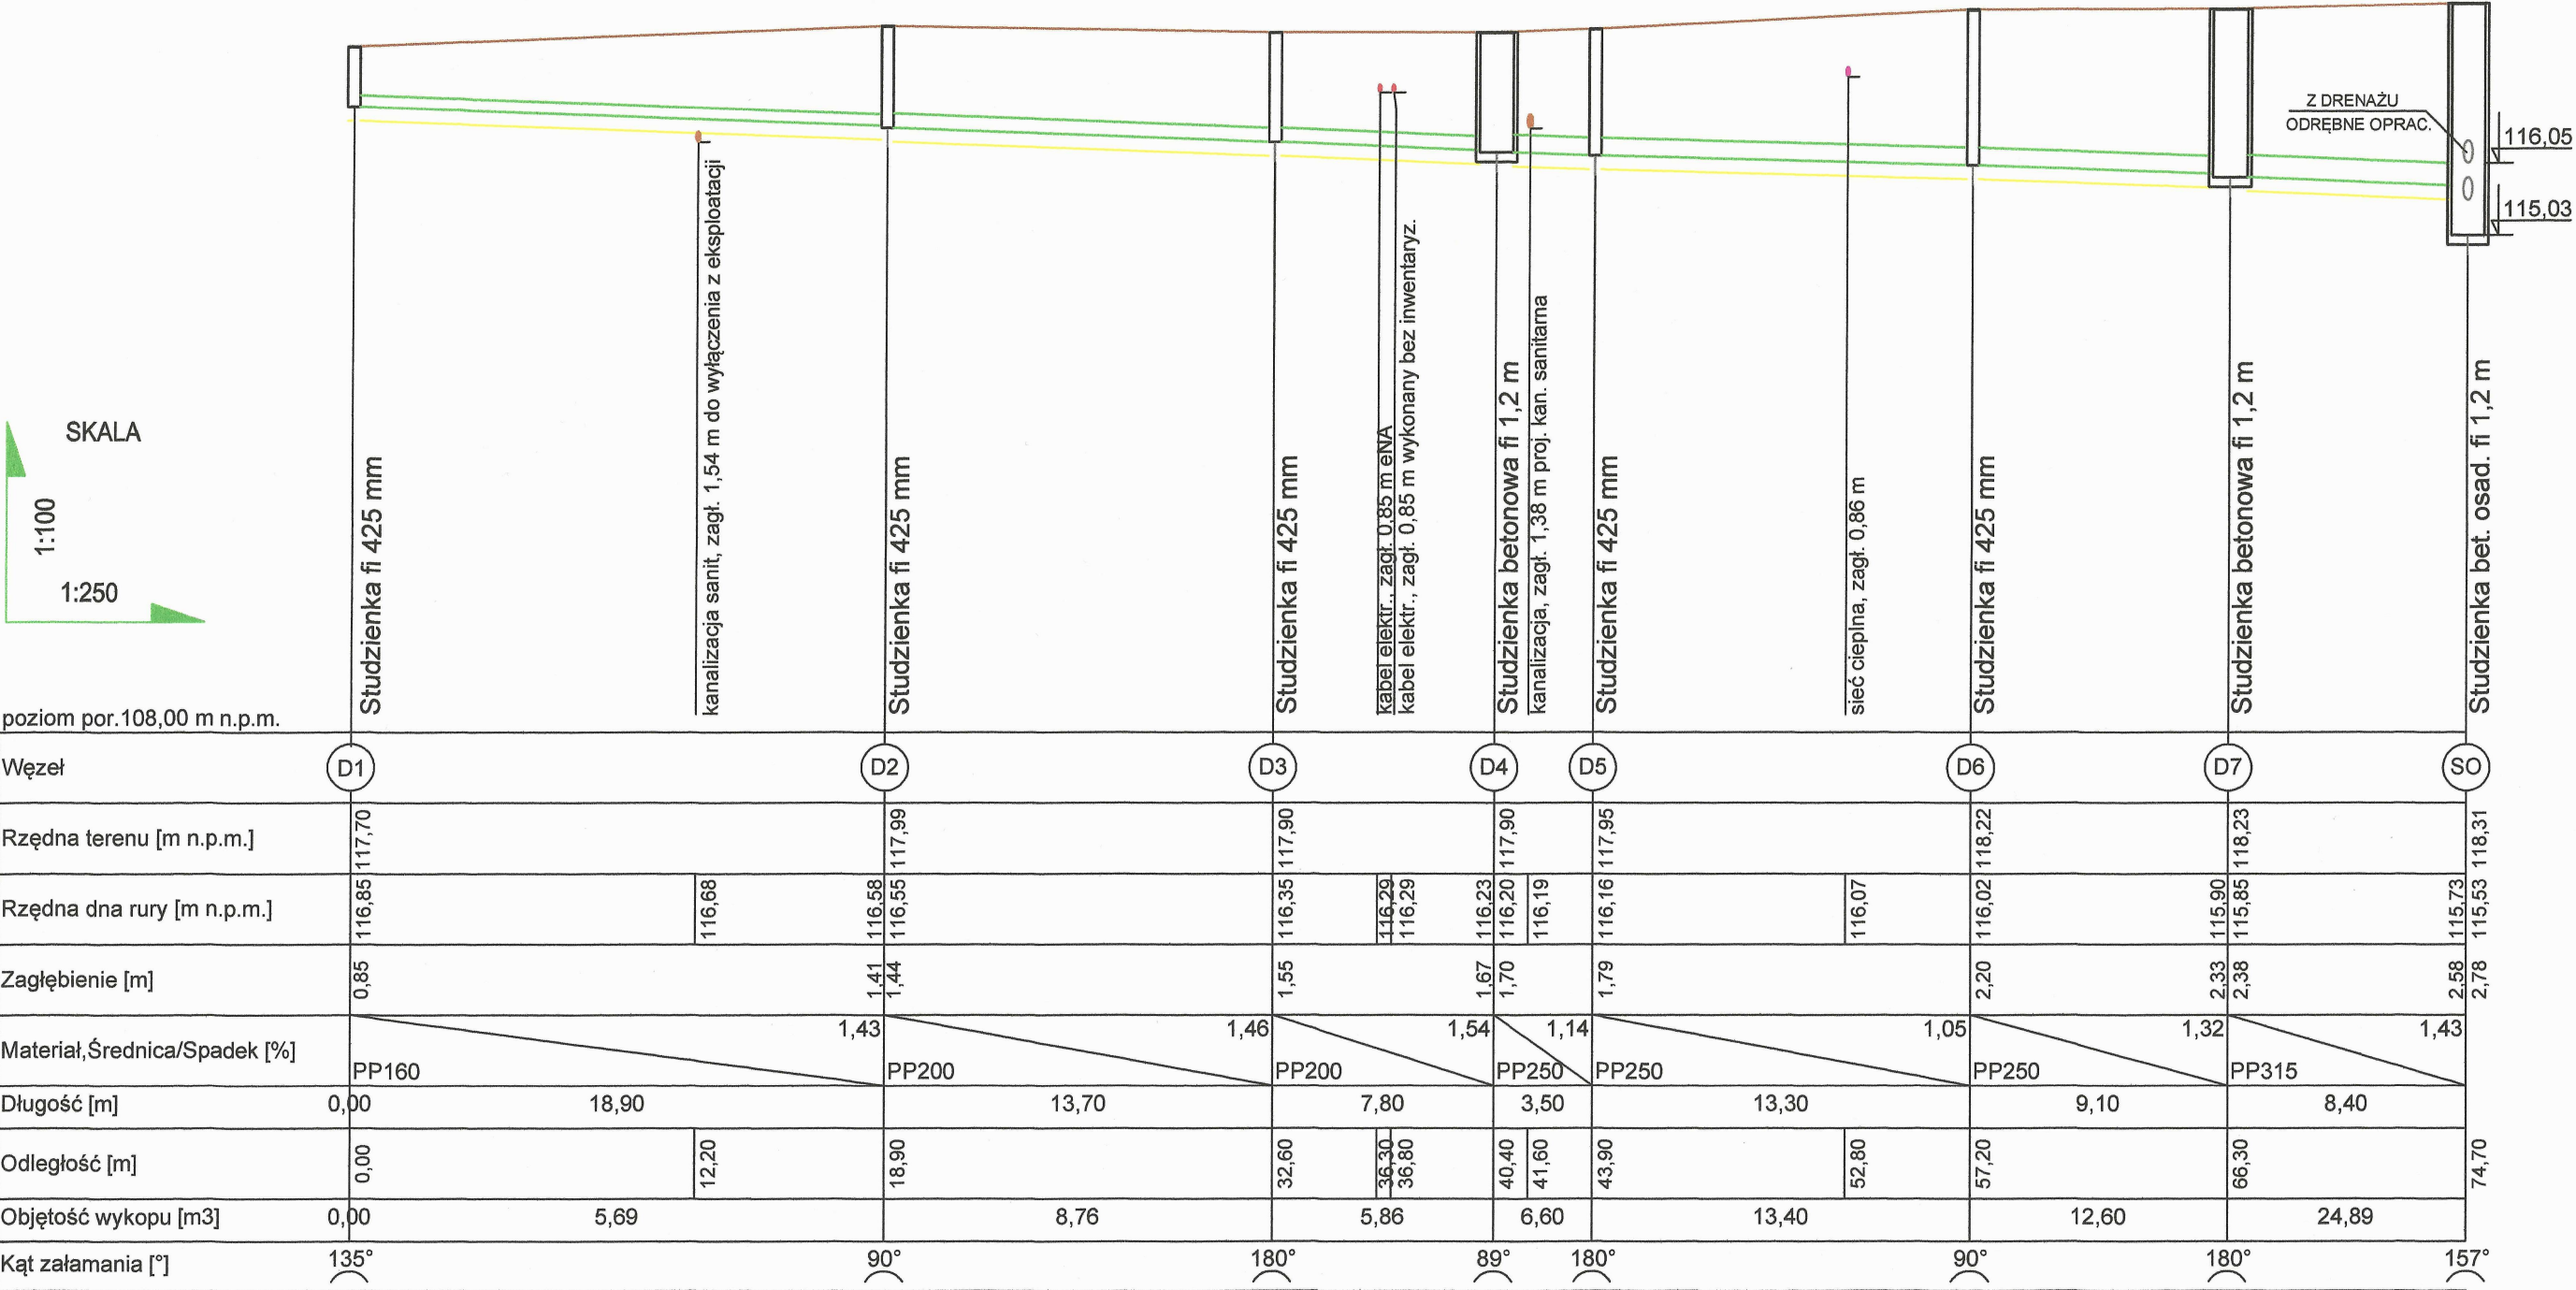 Z DRENAŻU
ODRĘBNE OPRAC.
116,05
115,03
SKALA
1:100
1:250
Studzienka fi 425 mm
kanalizacja sanit, zagł. 1,54 m do wyłączenia z eksploatacji
Studzienka fi 425 mm
Studzienka fi 425 mm
kabel elektr., zagł. 0,85 m eNA
kabel elektr., zagł. 0,85 m wykonany bez inwentaryz.
Studzienka betonowa fi 1,2 m
kanalizacja, zagł. 1,38 m proj. kan. sanitarna
Studzienka fi 425 mm
sieć cieplna, zagł. 0,86 m
Studzienka fi 425 mm
Studzienka betonowa fi 1,2 m
Studzienka bet. osad. fi 1,2 m
poziom por.108,00 m n.p.m.
Węzeł D1 D2 D3 D4 D5 D6 D7 SO
Rzędna terenu [m n.p.m.] 117,70 117,99 117,90 117,90 117,95 118,22 118,23 118,31
Rzędna dna rury [m n.p.m.] 116,85 116,68 116,58 116,55 116,35 116,29 116,29 116,23 116,20 116,19 116,16 116,07 116,02 115,90 115,85 115,73 115,53
Zagłębienie [m] 0,85 1,41 1,44 1,55 1,67 1,70 1,79 2,20 2,33 2,38 2,58 2,78
1,43 1,46 1,54 1,14 1,05 1,32 1,43
Materiał,Średnica/Spadek [%]
PP160 PP200 PP200 PP250 PP250 PP250 PP315
Długość [m] 0,00 18,90 13,70 7,80 3,50 13,30 9,10 8,40
Odległość [m] 0,00 12,20 18,90 32,60 36,30 36,80 40,40 41,60 43,90 52,80 57,20 66,30 74,70
Objętość wykopu [m3] 0,00 5,69 8,76 5,86 6,60 13,40 12,60 24,89
Kąt załamania [°] 135° 90° 180° 89° 180° 90° 180° 157°